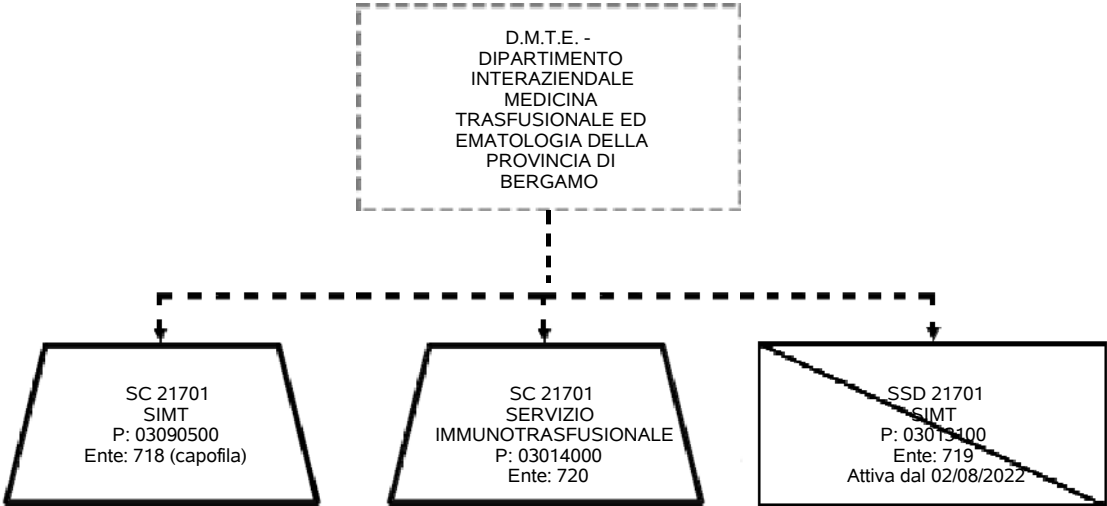 D.M.T.E. -
DIPARTIMENTO
INTERAZIENDALE
MEDICINA
TRASFUSIONALE ED
EMATOLOGIA DELLA
PROVINCIA DI
BERGAMO
SC 21701
SIMT
P: 03090500
Ente: 718 (capofila)
SC 21701
SERVIZIO
IMMUNOTRASFUSIONALE
P: 03014000
Ente: 720
SSD 21701
SIMT
P: 03013100
Ente: 719
Attiva dal 02/08/2022